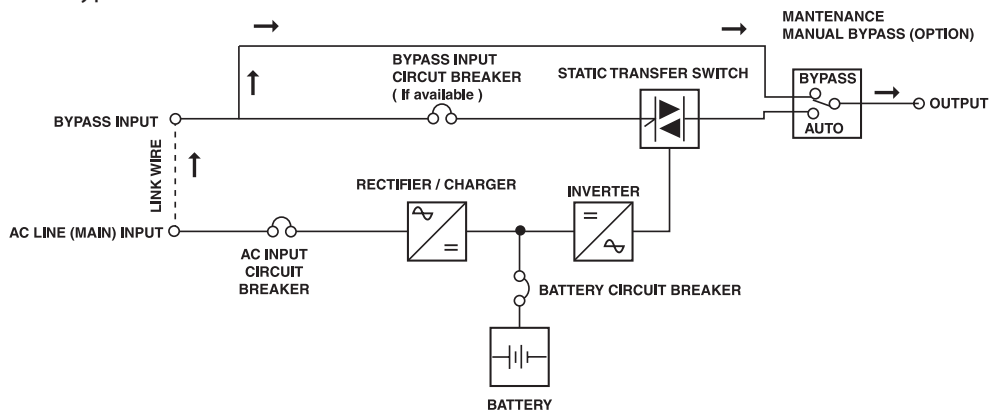 MANTENANCE
MANUAL BYPASS (OPTION)
BYPASS INPUT
CIRCUT BREAKER
( If available )
STATIC TRANSFER SWITCH
BYPASS
OUTPUT
BYPASS INPUT
AUTO
LINK WIRE
RECTIFIER / CHARGER
INVERTER
AC LINE (MAIN) INPUT
AC INPUT
CIRCUIT
BREAKER
BATTERY CIRCUIT BREAKER
BATTERY